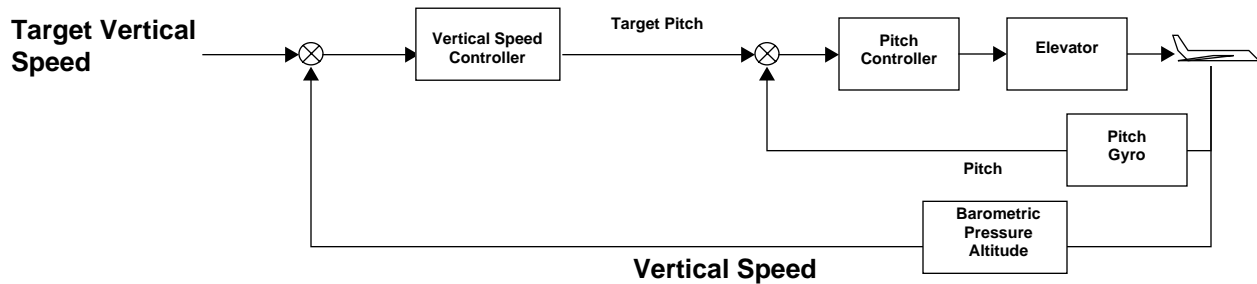 Target Vertical
Speed
Vertical Speed
Controller
Target Pitch
Pitch
Controller
Elevator
Pitch
Gyro
Pitch
Barometric
Pressure
Altitude
Vertical Speed